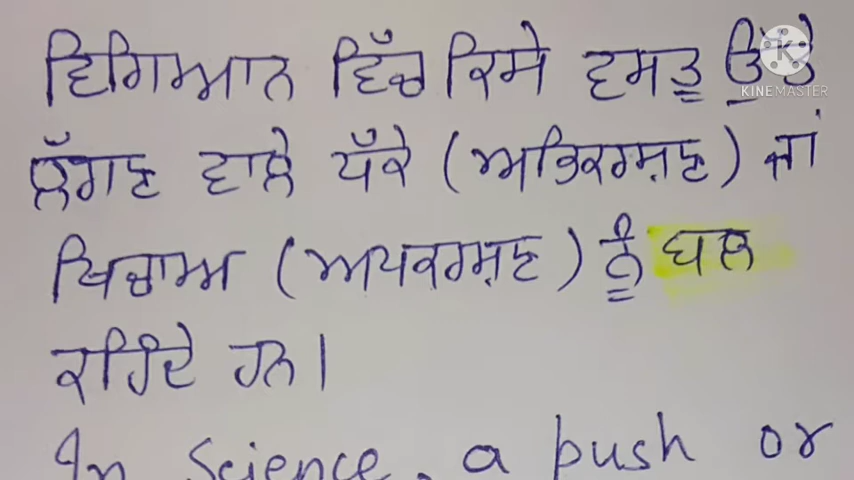 ਵਿਗਿਆਨ ਵਿੱਚ ਕਿਸੇ ਵਸਤੂ ਉੱਤੇ
KINEMASTER
ਲੱਗਣ ਵਾਲੇ ਧੱਕੇ (ਅਭਿਕਰਸ਼ਣ) ਜਾਂ
ਖਿਚਾਅ (ਅਪਕਰਸ਼ਣ) ਨੂੰ ਬਲ
ਕਹਿੰਦੇ ਹਨ।
In Science, a push or